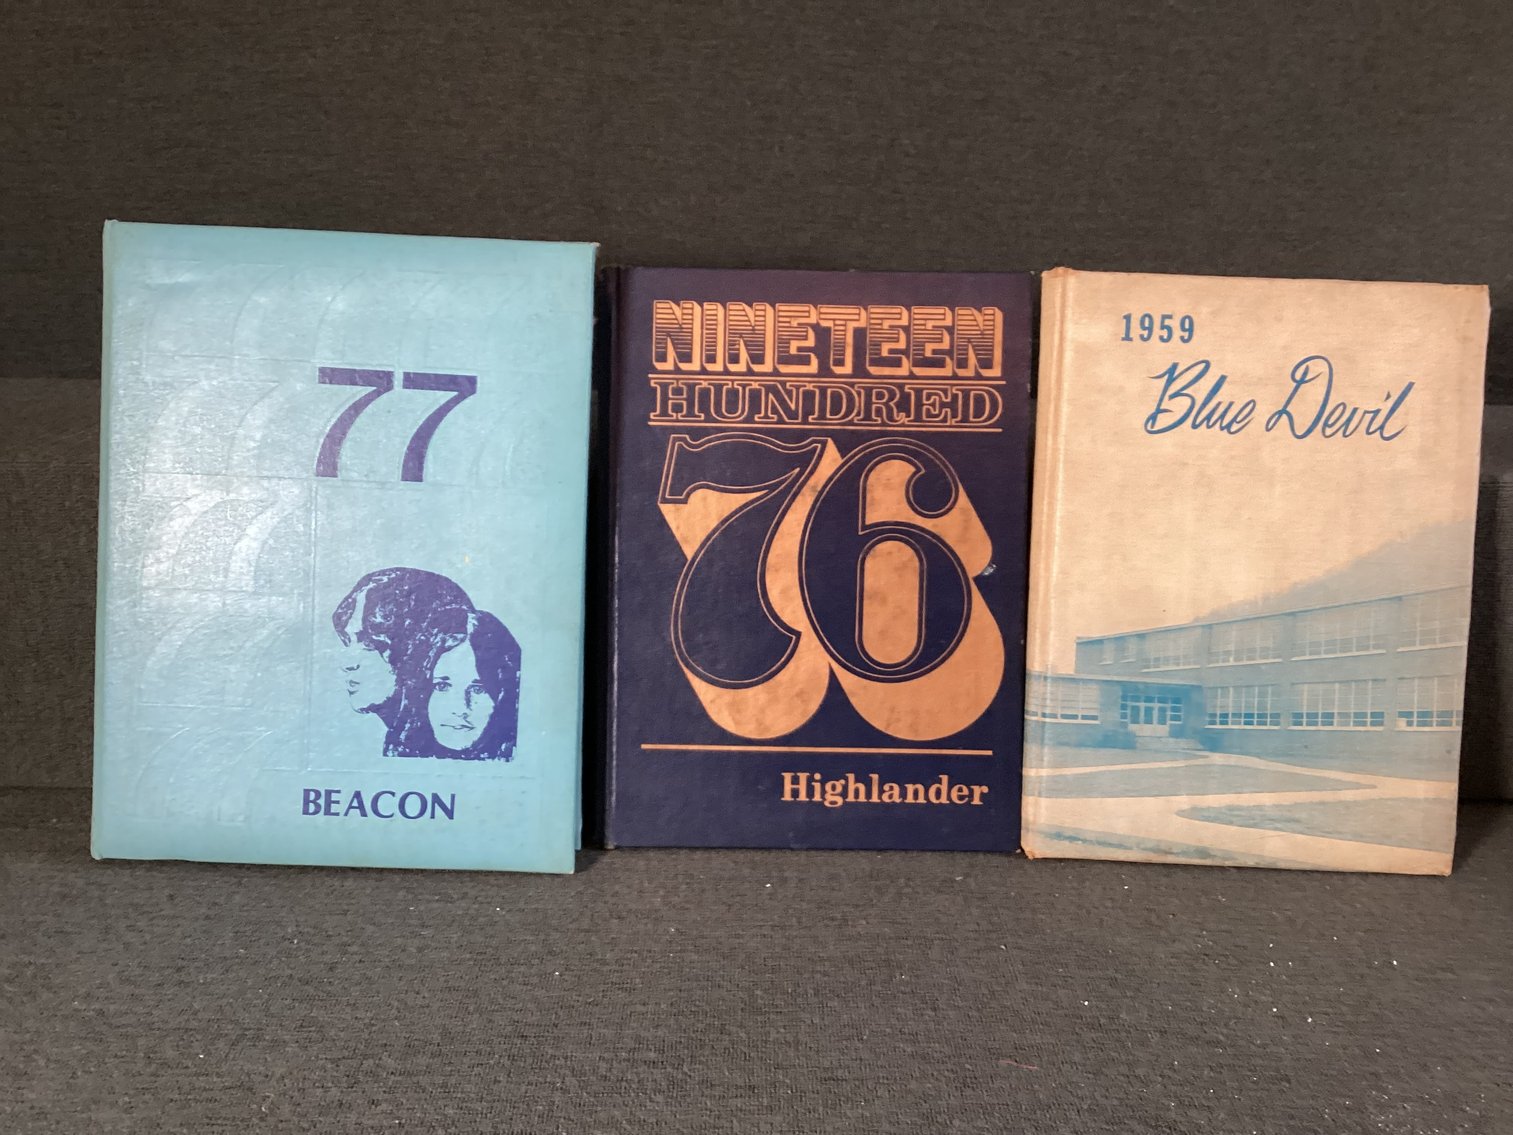 77
BEACON
NINETEEN
HUNDRED
76
Highlander
1959
Blue Devil